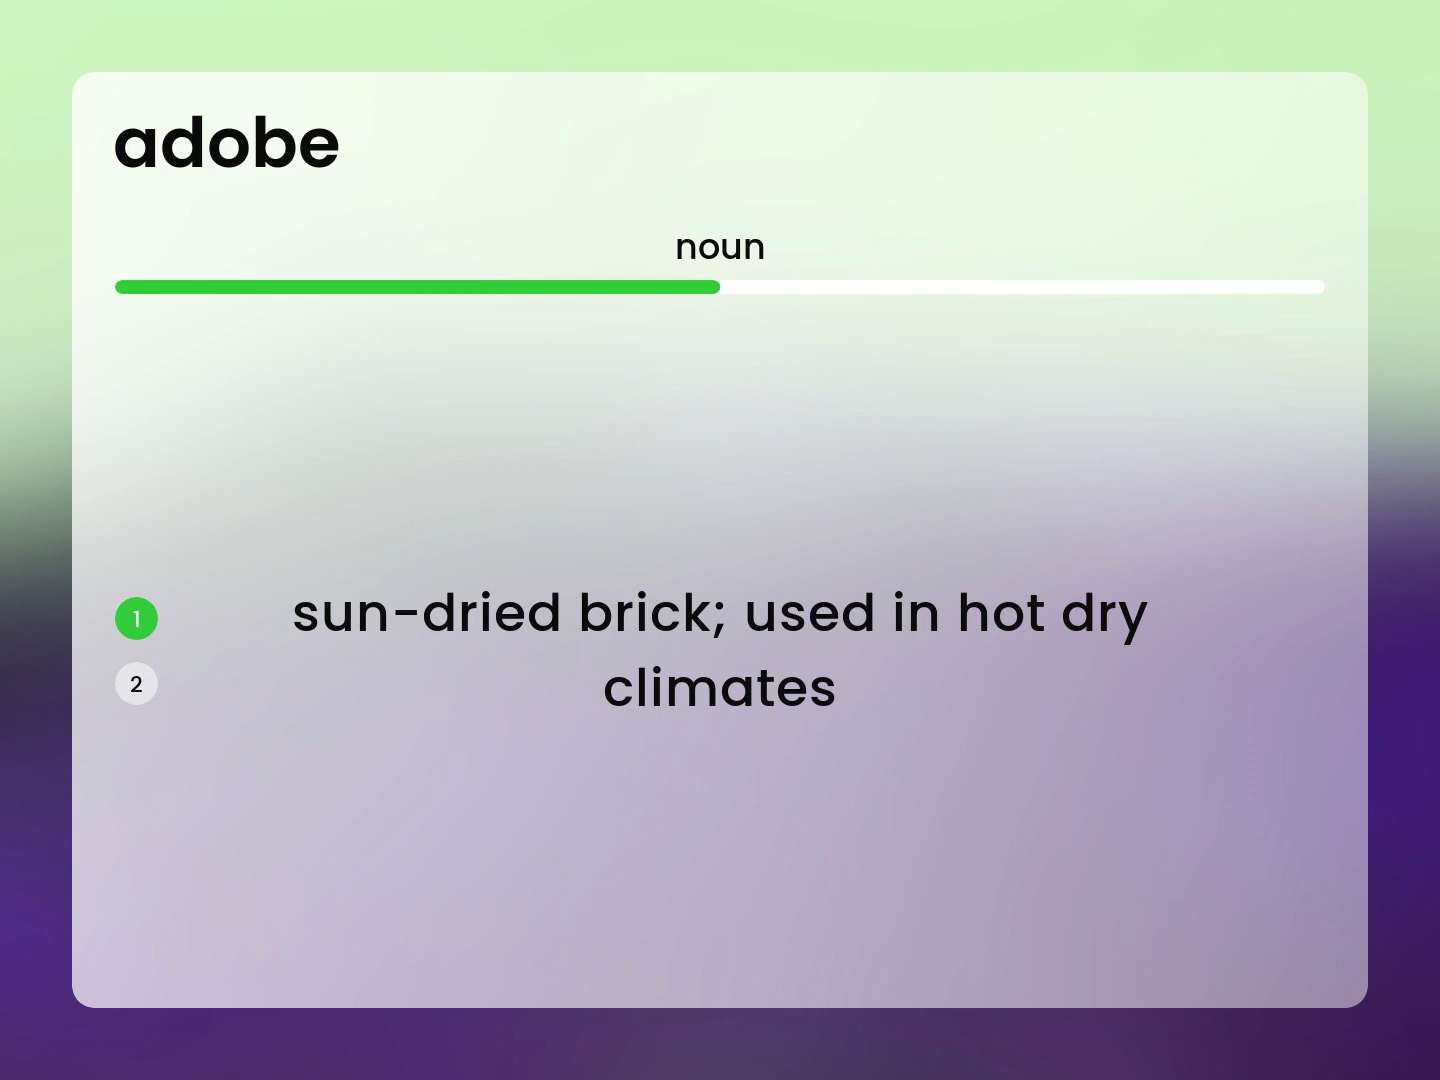 adobe
noun
1
sun-dried brick; used in hot dry
climates
2